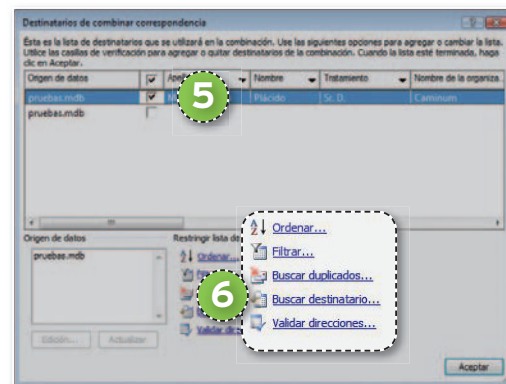 Destinatarios de combinar correspondencia
Ésta es la lista de destinatarios que se utilizará en la combinación. Use las siguientes opciones para agregar o cambiar la lista.
Utilice las casillas de verificación para agregar o quitar destinatarios de la combinación. Cuando la lista esté terminada, haga
clic en Aceptar.
Origen de datos Nombre Tratamiento Nombre de la organiza
5
pruebas.mdb Plácido Sr. D. Caminum
pruebas.mdb
Origen de datos Restringir lista de
pruebas.mdb
Ordenar...
Ordenar...
Filtrar...
Buscar duplicados...
6
Buscar destinatario...
Validar direcciones...
Edición... Actualizar
Aceptar